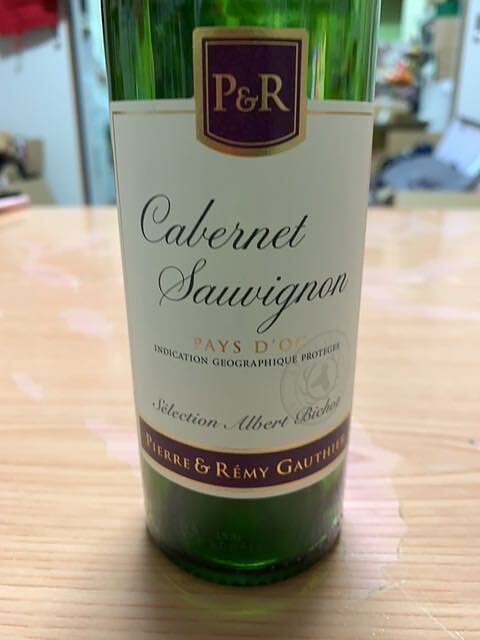 P&R
Cabernet
Sauvignon
PAYS D'OC
INDICATION GEOGRAPHIQUE PROTEGEE
Sélection Albert Bichot
PIERRE & RÉMY GAUTHIER